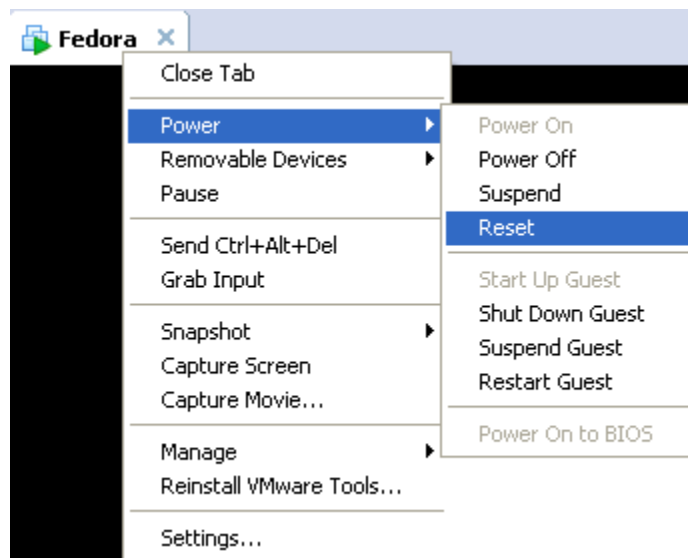 Fedora
Close Tab
Power
Removable Devices
Pause
Send Ctrl+Alt+Del
Grab Input
Snapshot
Capture Screen
Capture Movie...
Manage
Reinstall VMware Tools...
Settings...
Power On
Power Off
Suspend
Reset
Start Up Guest
Shut Down Guest
Suspend Guest
Restart Guest
Power On to BIOS